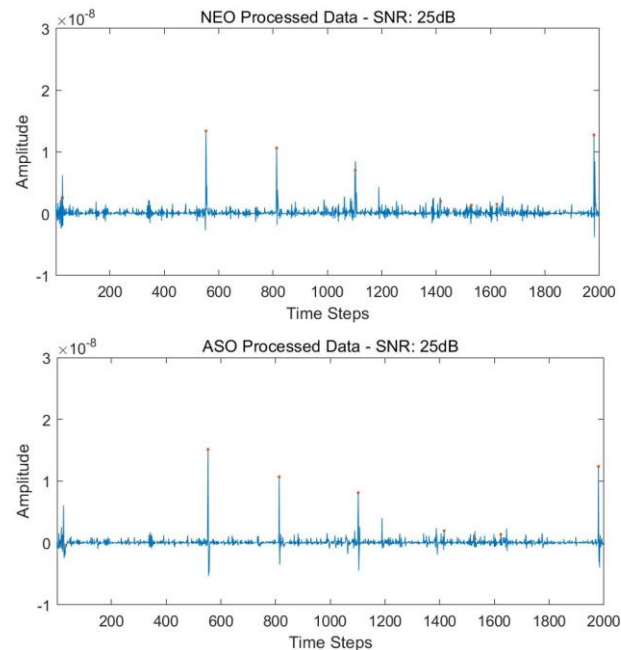 NEO Processed Data - SNR: 25dB
×10⁻⁸
3
2
1
0
-1
Amplitude
200 400 600 800 1000 1200 1400 1600 1800 2000
Time Steps
ASO Processed Data - SNR: 25dB
×10⁻⁸
3
2
1
0
-1
Amplitude
200 400 600 800 1000 1200 1400 1600 1800 2000
Time Steps